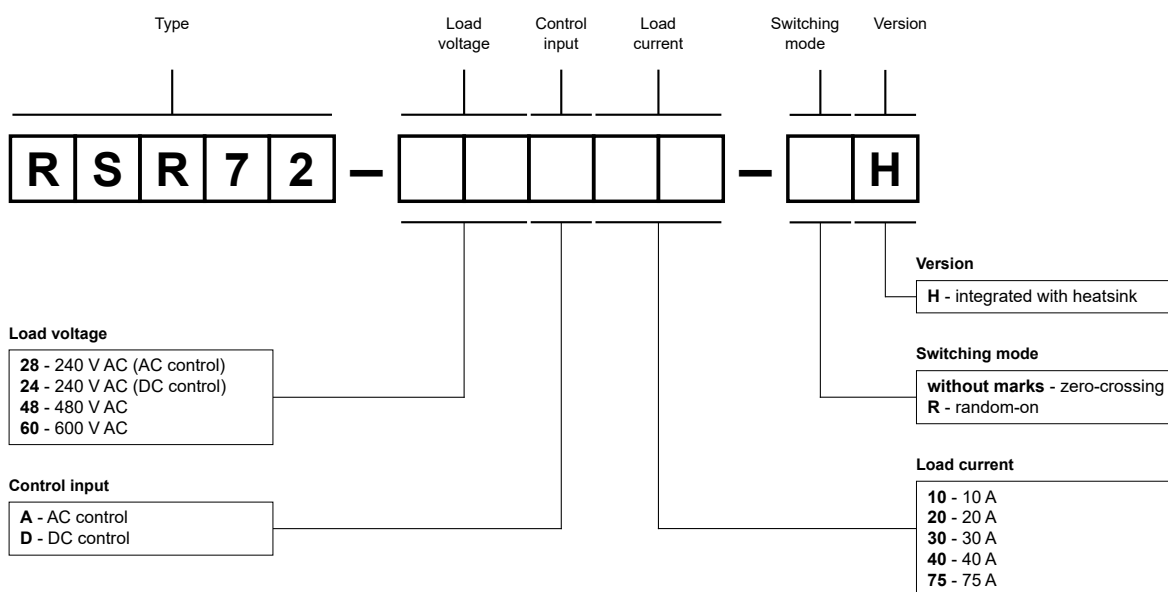 Type
Load voltage
Control input
Load current
Switching mode
Version
RSR72 – – H
Version
H - integrated with heatsink
Load voltage
28 - 240 V AC (AC control)
24 - 240 V AC (DC control)
48 - 480 V AC
60 - 600 V AC
Switching mode
without marks - zero-crossing
R - random-on
Control input
A - AC control
D - DC control
Load current
10 - 10 A
20 - 20 A
30 - 30 A
40 - 40 A
75 - 75 A